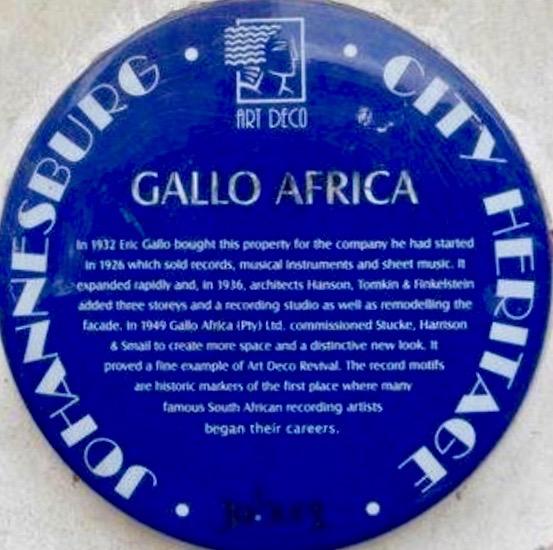 JOHANNESBURG CITY HERITAGE
ART DECO
GALLO AFRICA
In 1932 Eric Gallo bought this property for the company he had started
in 1926 which sold records, musical instruments and sheet music. It
expanded rapidly and, in 1936, architects Hanson, Tomkin & Finkelstein
added three storeys and a recording studio as well as remodelling the
facade. In 1949 Gallo Africa (Pty) Ltd. commissioned Stucke, Harrison
& Smail to create more space and a distinctive new look. It
proved a fine example of Art Deco Revival. The record motifs
are historic markers of the first place where many
famous South African recording artists
began their careers.